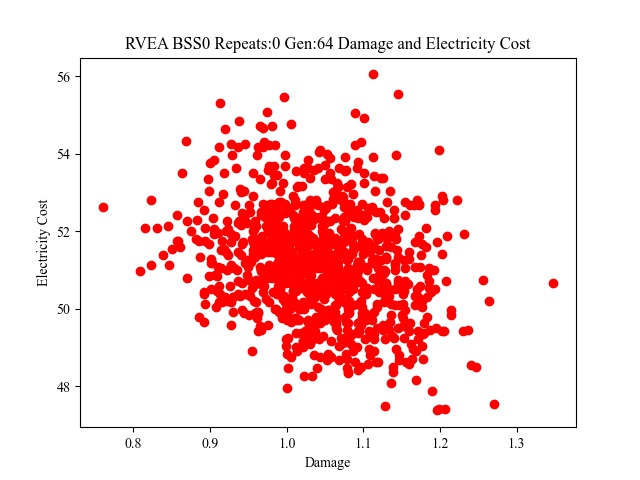 RVEA BSS0 Repeats:0 Gen:64 Damage and Electricity Cost
56
54
52
50
48
Electricity Cost
0.8 0.9 1.0 1.1 1.2 1.3
Damage